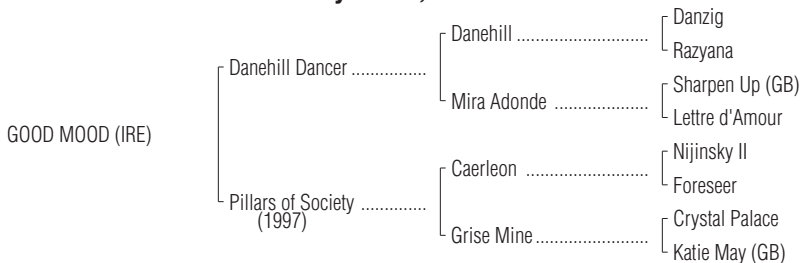 Danzig
Danehill ..............................
Razyana
Danehill Dancer ................
Sharpen Up (GB)
Mira Adonde .....................
Lettre d'Amour
GOOD MOOD (IRE)
Nijinsky II
Caerleon ............................
Foreseer
Pillars of Society ..............
(1997)
Crystal Palace
Grise Mine .........................
Katie May (GB)